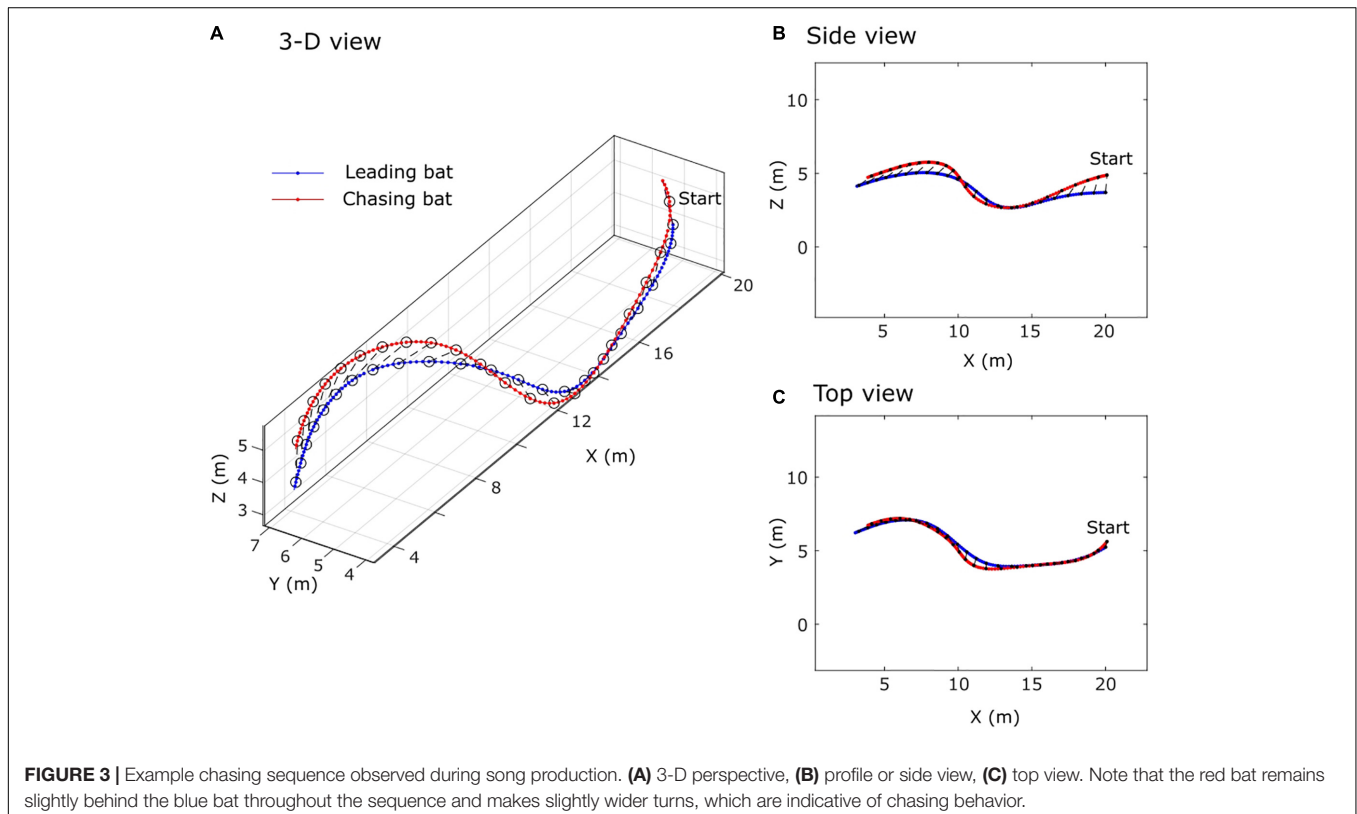 A 3-D view
Leading bat
Chasing bat
Start
20
16
12
8
4
X (m)
5
4
3
Z (m)
7
6
5
4
Y (m)
B Side view
10
5
0
Z (m)
Start
5 10 15 20
X (m)
C Top view
10
5
0
Y (m)
Start
5 10 15 20
X (m)
FIGURE 3 | Example chasing sequence observed during song production. (A) 3-D perspective, (B) profile or side view, (C) top view. Note that the red bat remains
slightly behind the blue bat throughout the sequence and makes slightly wider turns, which are indicative of chasing behavior.